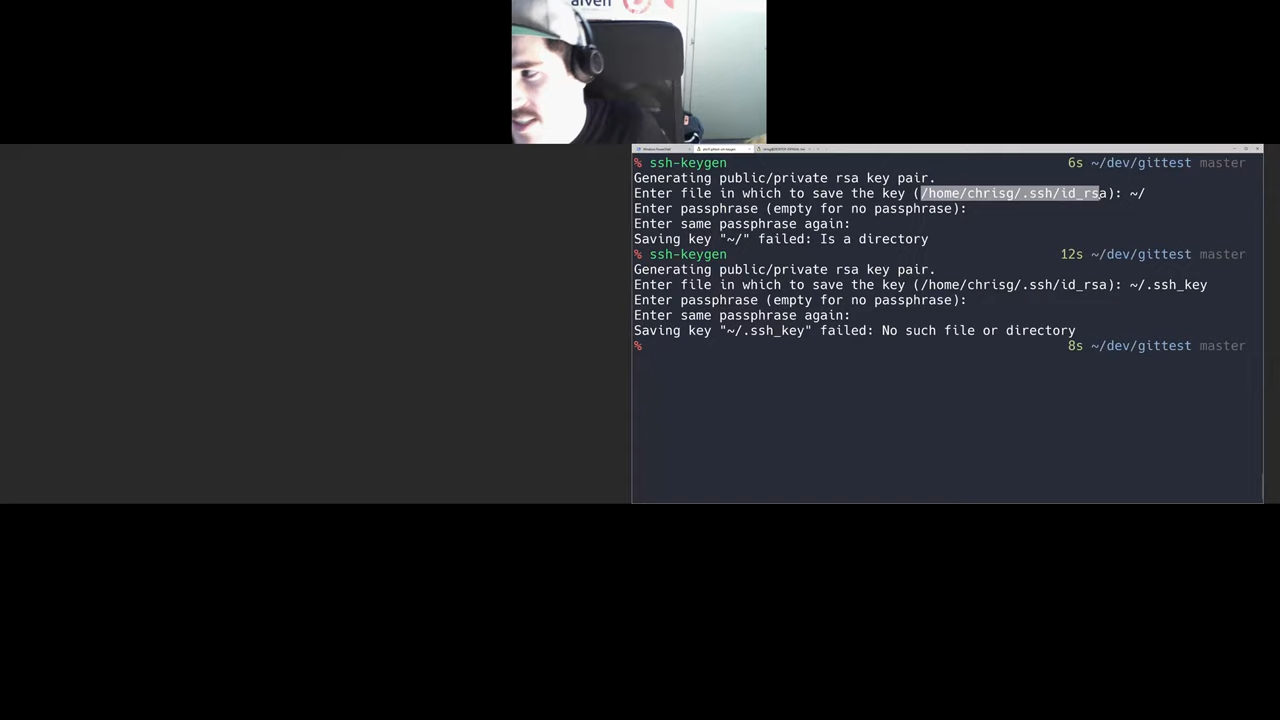 aiven
% ssh-keygen 6s ~/dev/gittest master
Generating public/private rsa key pair.
Enter file in which to save the key (/home/chrisg/.ssh/id_rsa): ~/
Enter passphrase (empty for no passphrase):
Enter same passphrase again:
Saving key "~/" failed: Is a directory
% ssh-keygen 12s ~/dev/gittest master
Generating public/private rsa key pair.
Enter file in which to save the key (/home/chrisg/.ssh/id_rsa): ~/.ssh_key
Enter passphrase (empty for no passphrase):
Enter same passphrase again:
Saving key "~/.ssh_key" failed: No such file or directory
% 8s ~/dev/gittest master